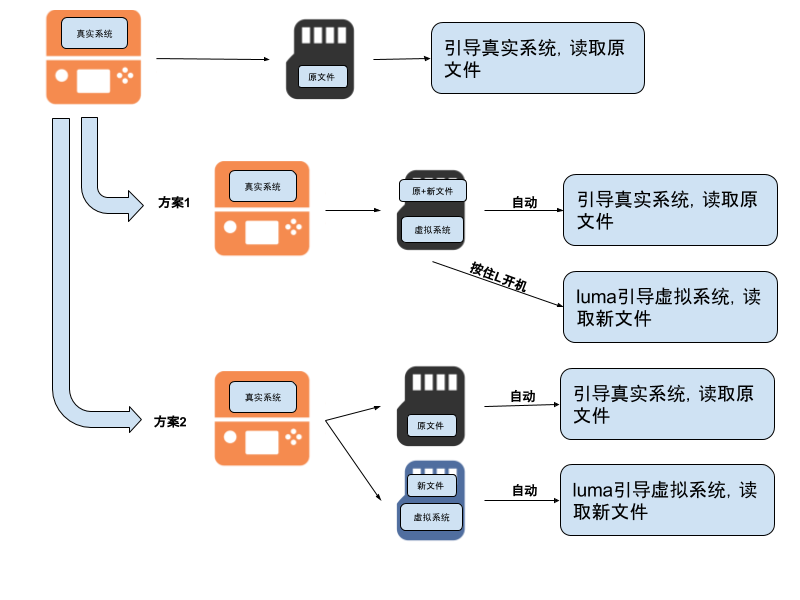 真实系统
原文件
引导真实系统, 读取原
文件
方案1
真实系统
原+新文件
虚拟系统
自动
引导真实系统, 读取原
文件
按住L开机
luma引导虚拟系统, 读
取新文件
方案2
真实系统
原文件
自动
引导真实系统, 读取原
文件
新文件
虚拟系统
自动
luma引导虚拟系统, 读
取新文件